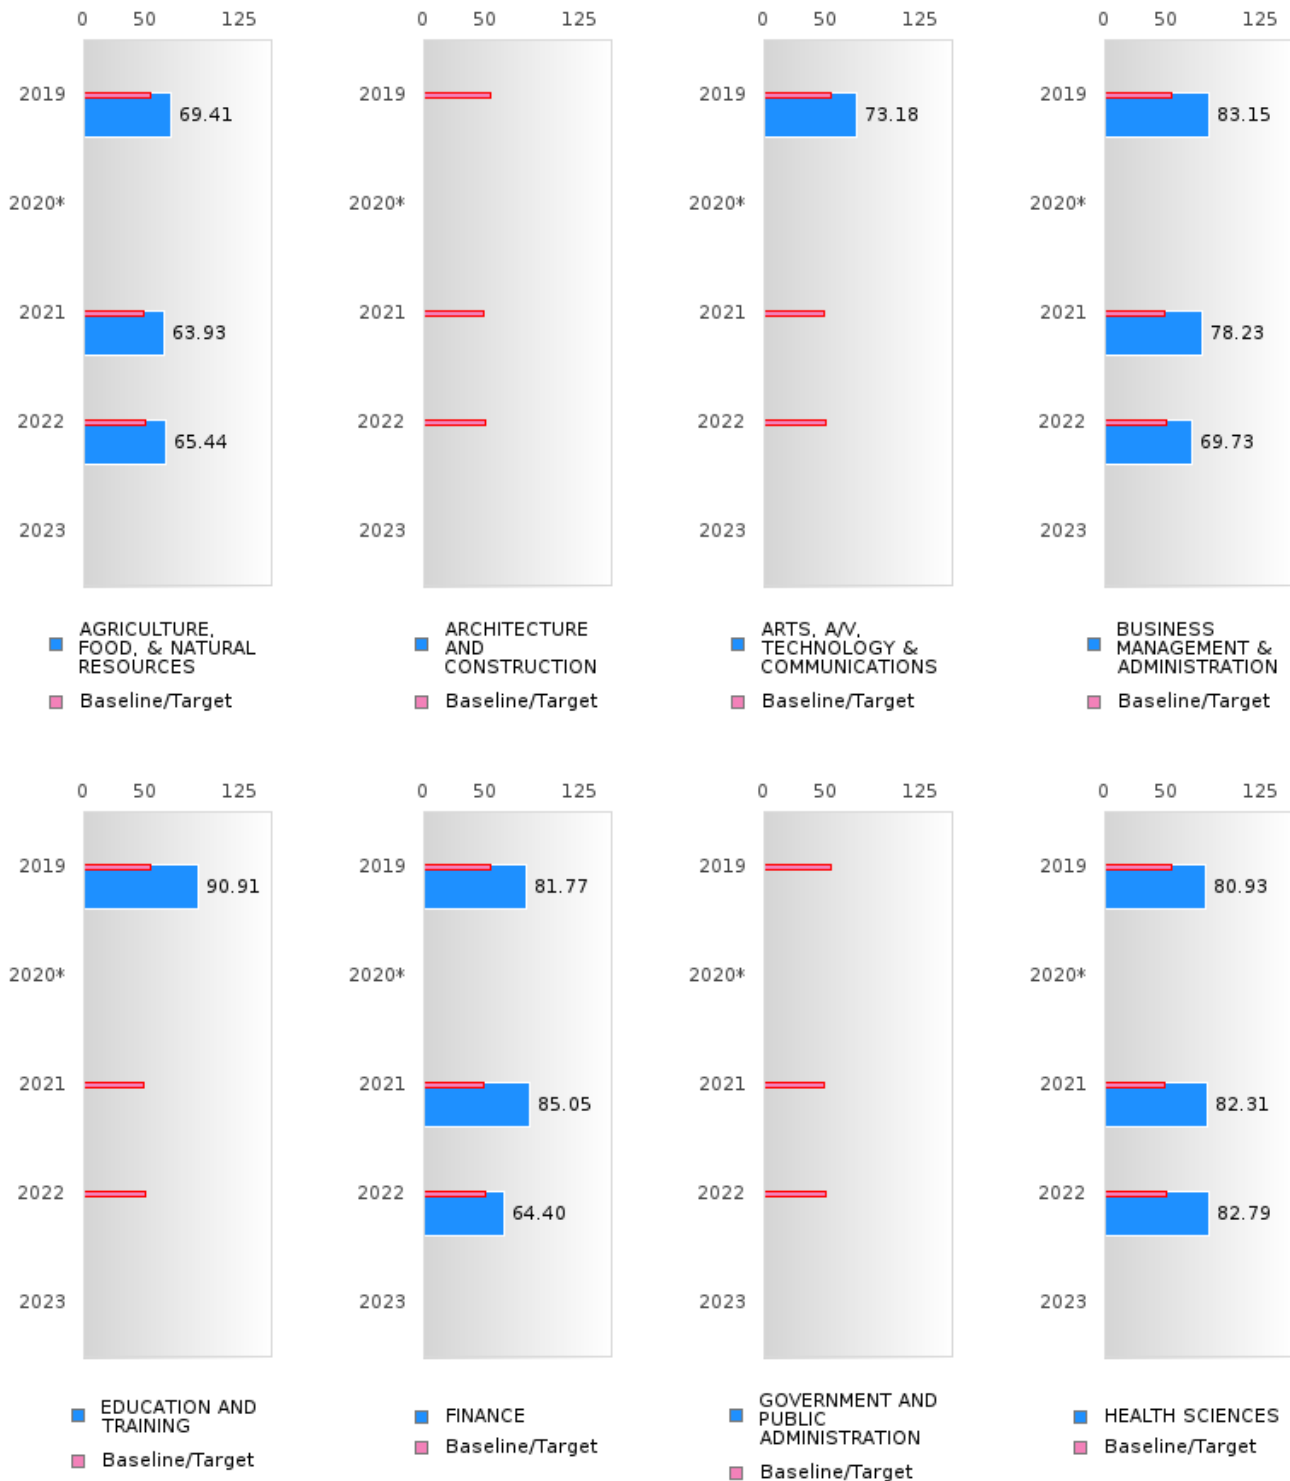 0 50 125
2019
69.41
2020*
2021
63.93
2022
65.44
2023
AGRICULTURE,
FOOD, & NATURAL
RESOURCES
Baseline/Target
0 50 125
2019
2020*
2021
2022
2023
ARCHITECTURE
AND
CONSTRUCTION
Baseline/Target
0 50 125
2019
73.18
2020*
2021
2022
2023
ARTS, A/V,
TECHNOLOGY &
COMMUNICATIONS
Baseline/Target
0 50 125
2019
83.15
2020*
2021
78.23
2022
69.73
2023
BUSINESS
MANAGEMENT &
ADMINISTRATION
Baseline/Target
0 50 125
2019
90.91
2020*
2021
2022
2023
EDUCATION AND
TRAINING
Baseline/Target
0 50 125
2019
81.77
2020*
2021
85.05
2022
64.40
2023
FINANCE
Baseline/Target
0 50 125
2019
2020*
2021
2022
2023
GOVERNMENT AND
PUBLIC
ADMINISTRATION
Baseline/Target
0 50 125
2019
80.93
2020*
2021
82.31
2022
82.79
2023
HEALTH SCIENCES
Baseline/Target